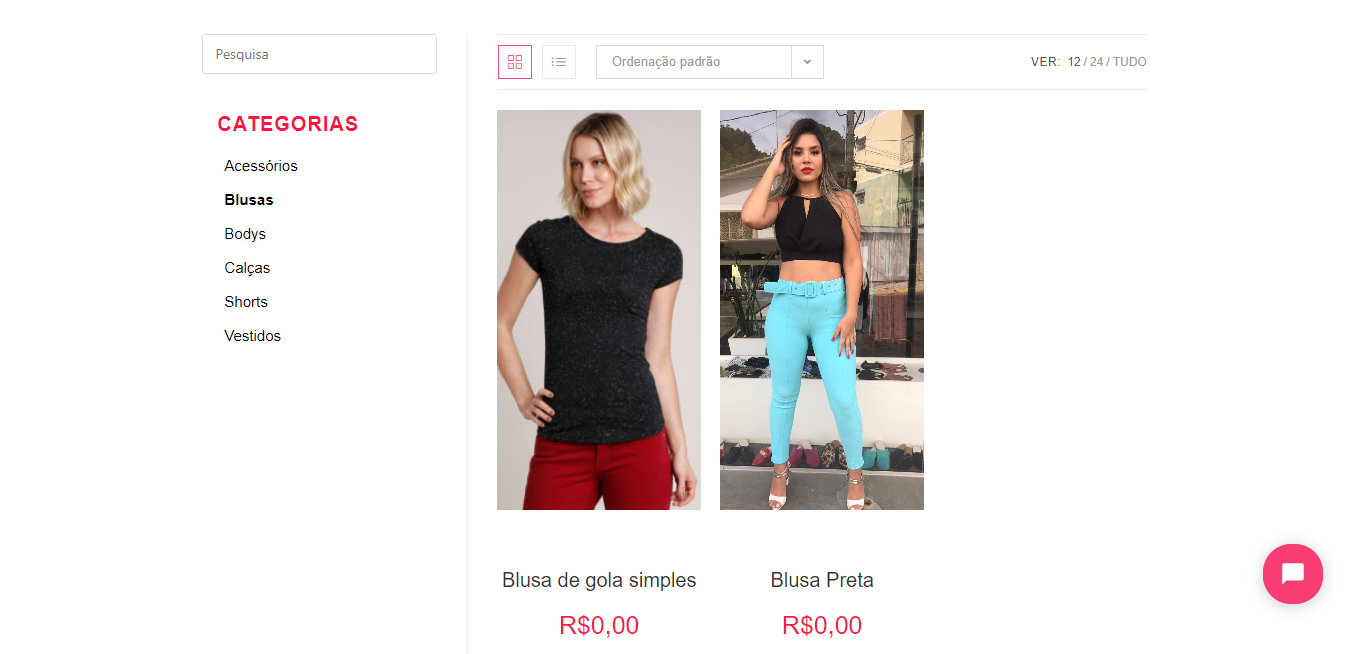 Pesquisa
CATEGORIAS
Acessórios
Blusas
Bodys
Calças
Shorts
Vestidos
Ordenação padrão
VER: 12 / 24 / TUDO
Blusa de gola simples
R$0,00
Blusa Preta
R$0,00